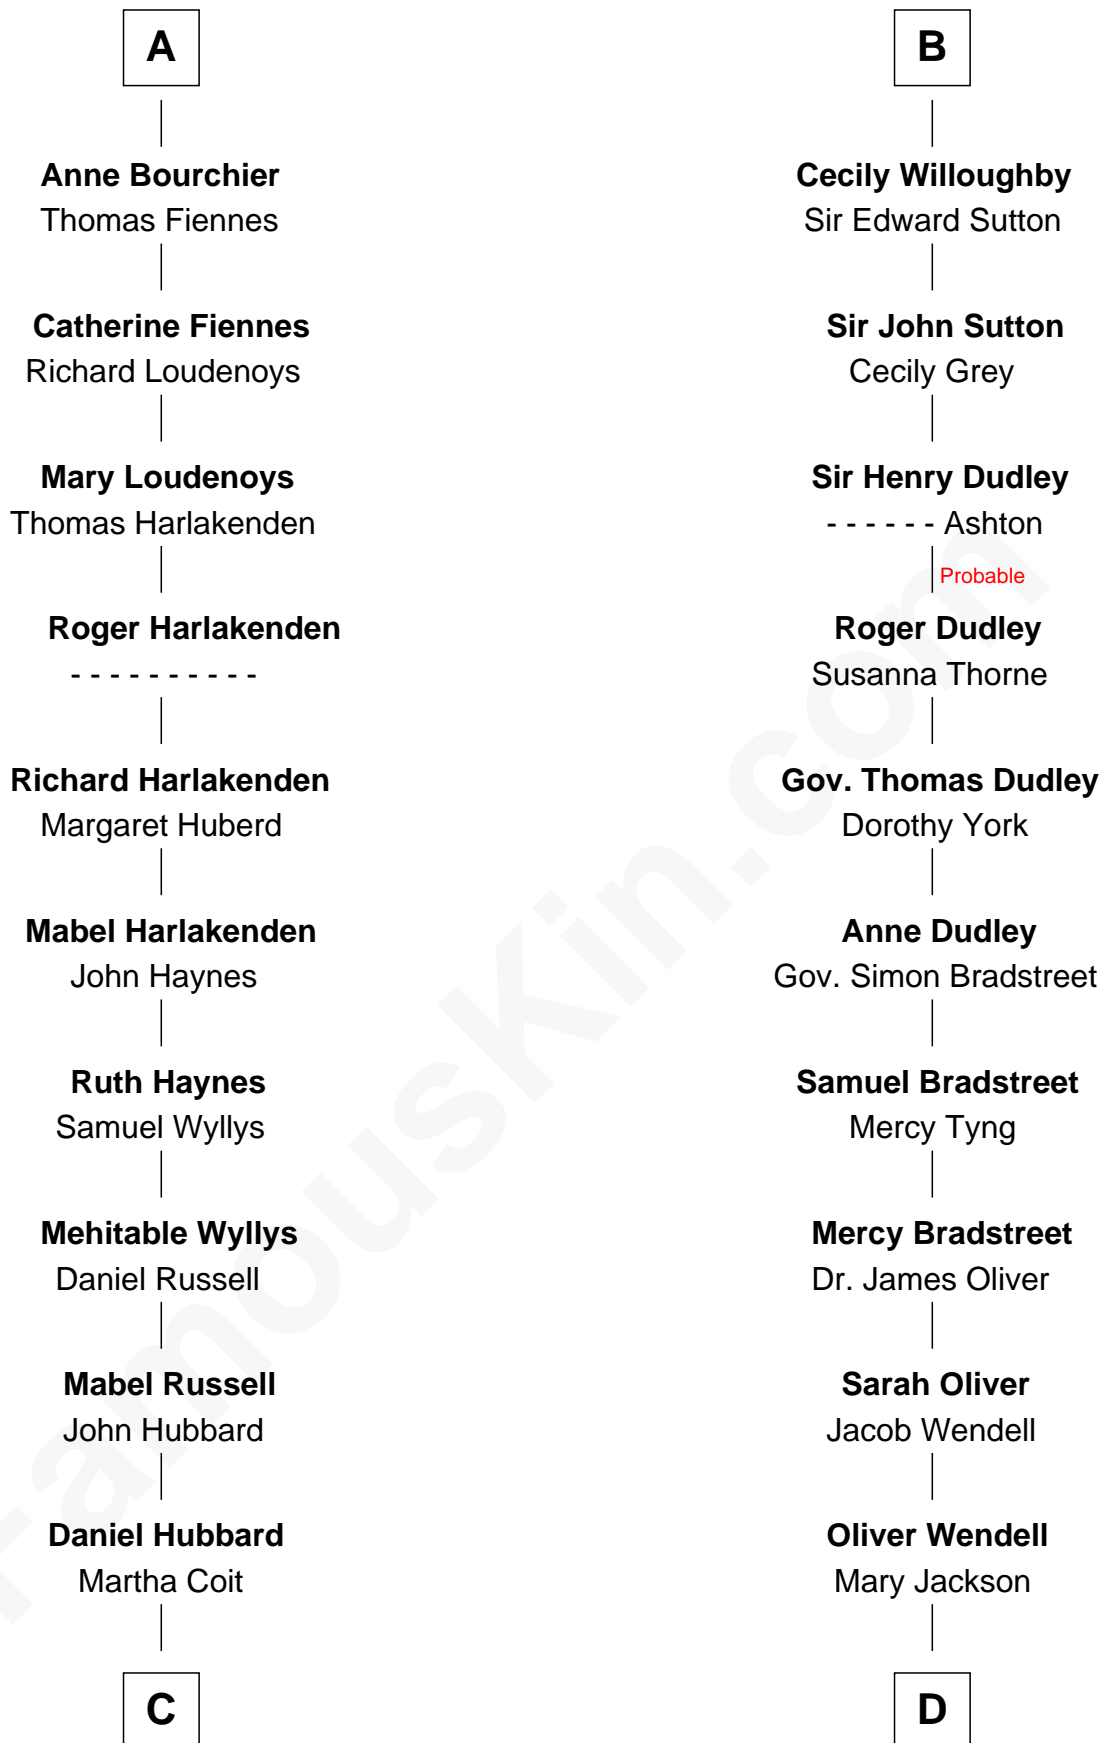 A
Anne Bourchier
Thomas Fiennes
Catherine Fiennes
Richard Loudenoys
Mary Loudenoys
Thomas Harlakenden
Roger Harlakenden
- - - - - - - - - -
Richard Harlakenden
Margaret Huberd
Mabel Harlakenden
John Haynes
Ruth Haynes
Samuel Wyllys
Mehitable Wyllys
Daniel Russell
Mabel Russell
John Hubbard
Daniel Hubbard
Martha Coit
C
B
Cecily Willoughby
Sir Edward Sutton
Sir John Sutton
Cecily Grey
Sir Henry Dudley
- - - - - - Ashton
Probable
Roger Dudley
Susanna Thorne
Gov. Thomas Dudley
Dorothy York
Anne Dudley
Gov. Simon Bradstreet
Samuel Bradstreet
Mercy Tyng
Mercy Bradstreet
Dr. James Oliver
Sarah Oliver
Jacob Wendell
Oliver Wendell
Mary Jackson
D
FamousKin.com